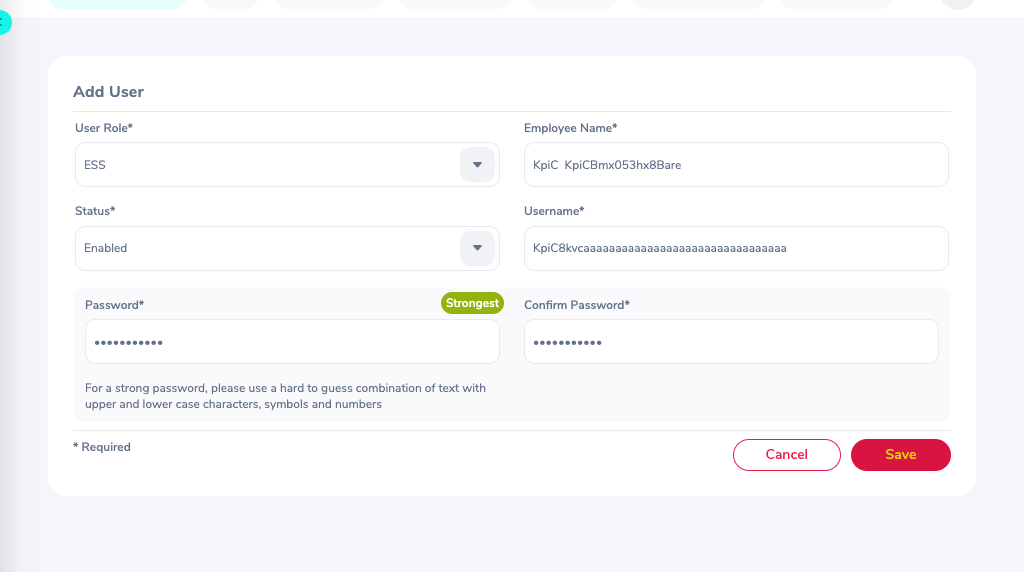 Add User
User Role*
Employee Name*
ESS
KpiC  KpiCBmx053hx8Bare
Status*
Username*
Enabled
KpiC8kvcaaaaaaaaaaaaaaaaaaaaaaaaaaaaaaaa
Password*
Strongest
Confirm Password*
•••••••••••
•••••••••••
For a strong password, please use a hard to guess combination of text with
upper and lower case characters, symbols and numbers
* Required
Cancel
Save